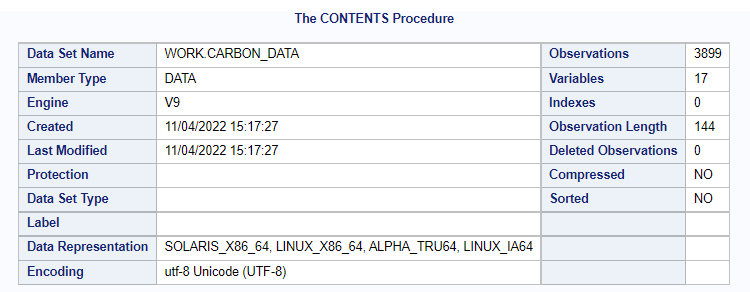 The CONTENTS Procedure
Data Set Name WORK.CARBON_DATA Observations 3899
Member Type DATA Variables 17
Engine V9 Indexes 0
Created 11/04/2022 15:17:27 Observation Length 144
Last Modified 11/04/2022 15:17:27 Deleted Observations 0
Protection Compressed NO
Data Set Type Sorted NO
Label
Data Representation SOLARIS_X86_64, LINUX_X86_64, ALPHA_TRU64, LINUX_IA64
Encoding utf-8 Unicode (UTF-8)